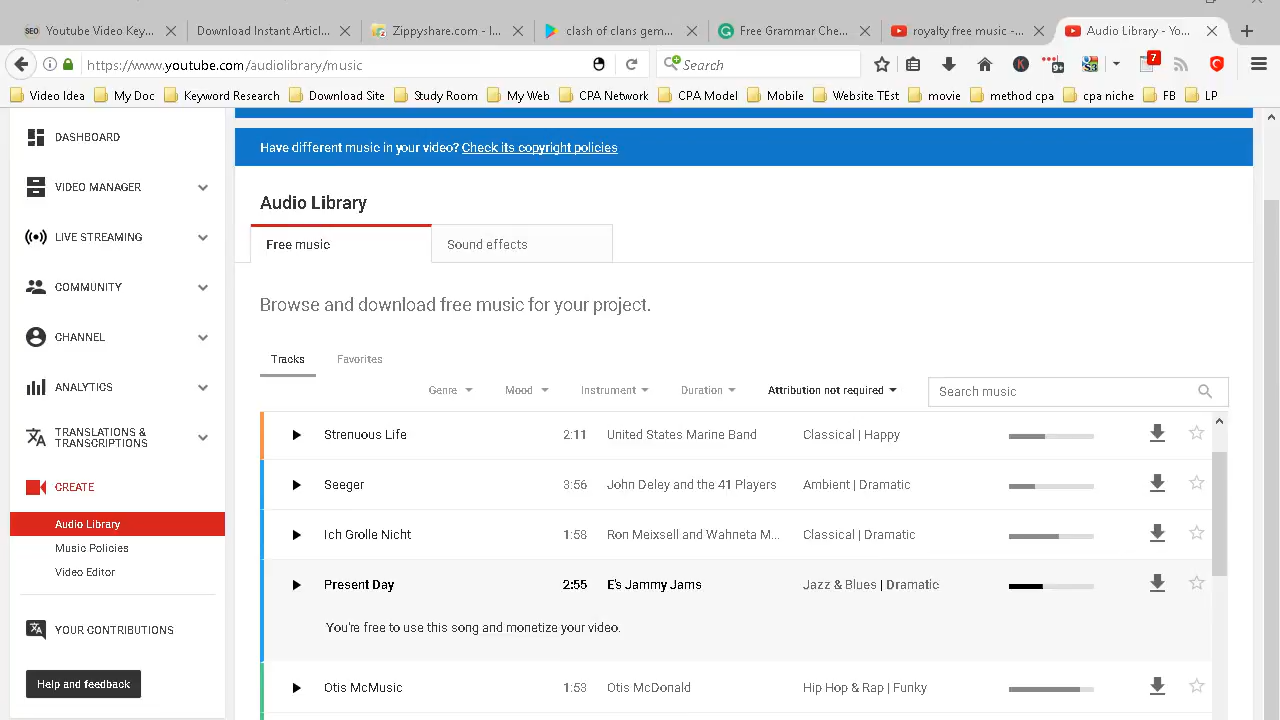 Youtube Video Key...
Download Instant Articl...
Zippyshare.com - ...
clash of clans gem...
Free Grammar Che...
royalty free music - ...
Audio Library - Yo...
https://www.youtube.com/audiolibrary/music
Search
9+
7
Video Idea
My Doc
Keyword Research
Download Site
Study Room
My Web
CPA Network
CPA Model
Mobile
Website TEst
movie
method cpa
cpa niche
FB
LP
DASHBOARD
VIDEO MANAGER
LIVE STREAMING
COMMUNITY
CHANNEL
ANALYTICS
TRANSLATIONS &
TRANSCRIPTIONS
CREATE
Audio Library
Music Policies
Video Editor
YOUR CONTRIBUTIONS
Help and feedback
Have different music in your video? Check its copyright policies
Audio Library
Free music
Sound effects
Browse and download free music for your project.
Tracks
Favorites
Genre
Mood
Instrument
Duration
Attribution not required
Search music
Strenuous Life 2:11 United States Marine Band Classical | Happy
Seeger 3:56 John Deley and the 41 Players Ambient | Dramatic
Ich Grolle Nicht 1:58 Ron Meixsell and Wahneta M... Classical | Dramatic
Present Day 2:55 E's Jammy Jams Jazz & Blues | Dramatic
You're free to use this song and monetize your video.
Otis McMusic 1:53 Otis McDonald Hip Hop & Rap | Funky